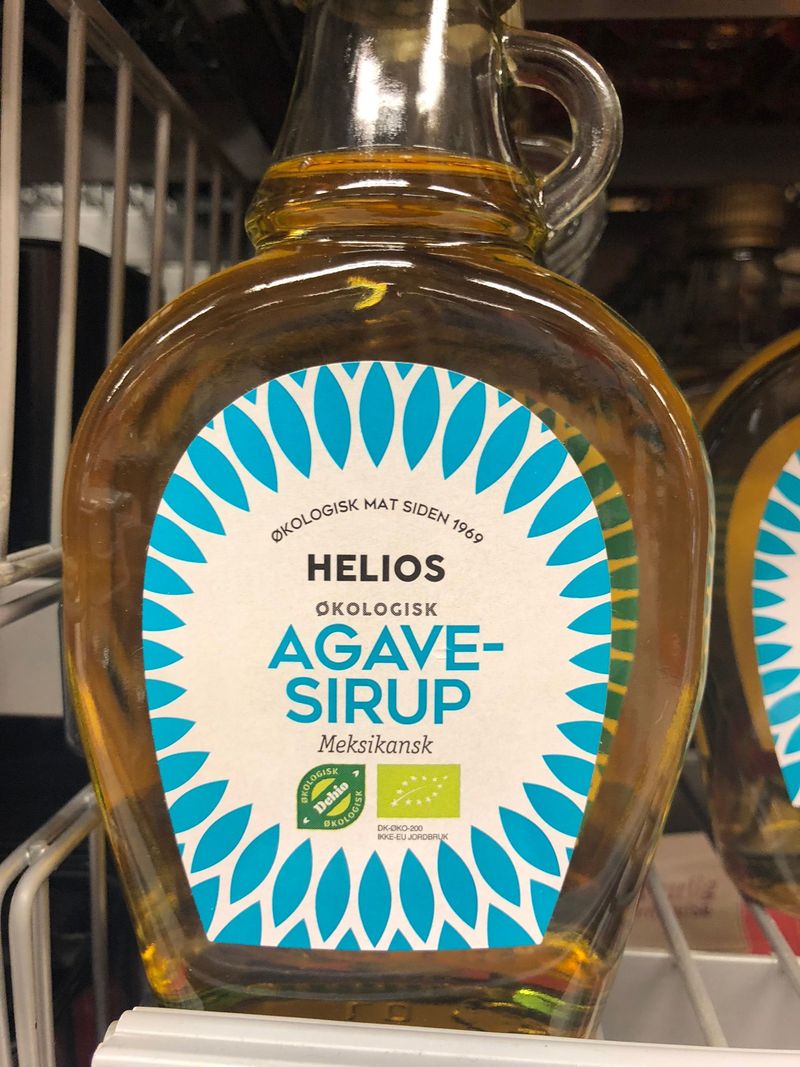 ØKOLOGISK MAT SIDEN 1969
HELIOS
ØKOLOGISK
AGAVE-
SIRUP
Meksikansk
ØKOLOGISK
Debio
ØKOLOGISK
DK-ØKO-200
IKKE-EU JORDBRUK